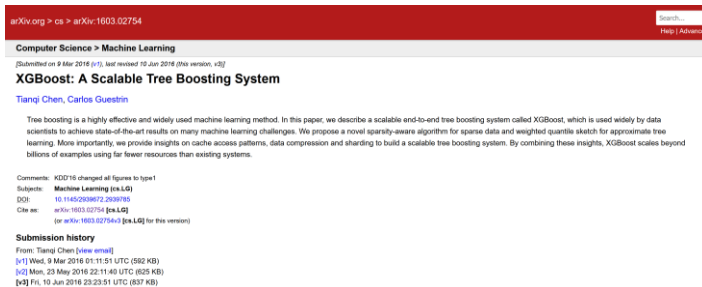 arXiv.org > cs > arXiv:1603.02754
Search...
Help | Advanc
Computer Science > Machine Learning
[Submitted on 9 Mar 2016 (v1), last revised 10 Jun 2016 (this version, v3)]
XGBoost: A Scalable Tree Boosting System
Tianqi Chen, Carlos Guestrin
Tree boosting is a highly effective and widely used machine learning method. In this paper, we describe a scalable end-to-end tree boosting system called XGBoost, which is used widely by data
scientists to achieve state-of-the-art results on many machine learning challenges. We propose a novel sparsity-aware algorithm for sparse data and weighted quantile sketch for approximate tree
learning. More importantly, we provide insights on cache access patterns, data compression and sharding to build a scalable tree boosting system. By combining these insights, XGBoost scales beyond
billions of examples using far fewer resources than existing systems.
Comments: KDD'16 changed all figures to type1
Subjects: Machine Learning (cs.LG)
DOI: 10.1145/2939672.2939785
Cite as: arXiv:1603.02754 [cs.LG]
(or arXiv:1603.02754v3 [cs.LG] for this version)
Submission history
From: Tianqi Chen [view email]
[v1] Wed, 9 Mar 2016 01:11:51 UTC (592 KB)
[v2] Mon, 23 May 2016 22:11:40 UTC (625 KB)
[v3] Fri, 10 Jun 2016 23:23:51 UTC (837 KB)